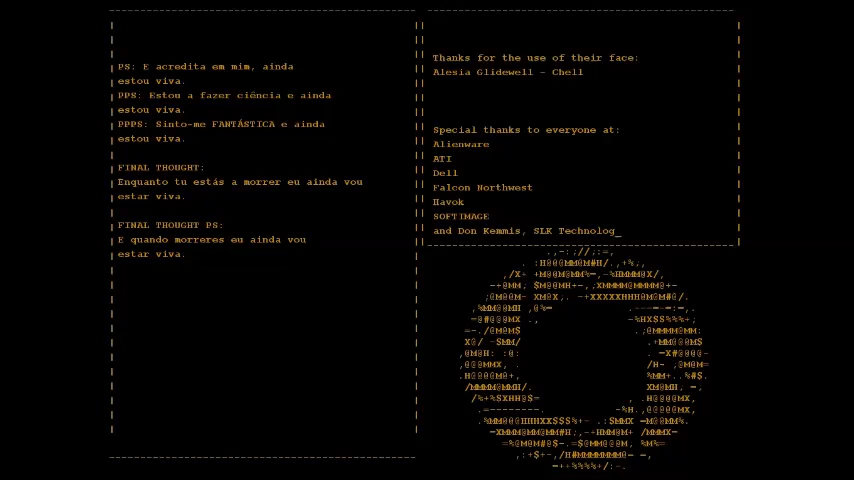 PS: E acredita em mim, ainda
estou viva.
PPS: Estou a fazer ciência e ainda
estou viva.
PPPS: Sinto-me FANTÁSTICA e ainda
estou viva.
FINAL THOUGHT:
Enquanto tu estás a morrer eu ainda vou
estar viva.
FINAL THOUGHT PS:
E quando morreres eu ainda vou
estar viva.
Thanks for the use of their face:
Alesia Glidewell - Chell
Special thanks to everyone at:
Alienware
ATI
Dell
Falcon Northwest
Havok
SOFTIMAGE
and Don Kemmis, SLK Technolog_